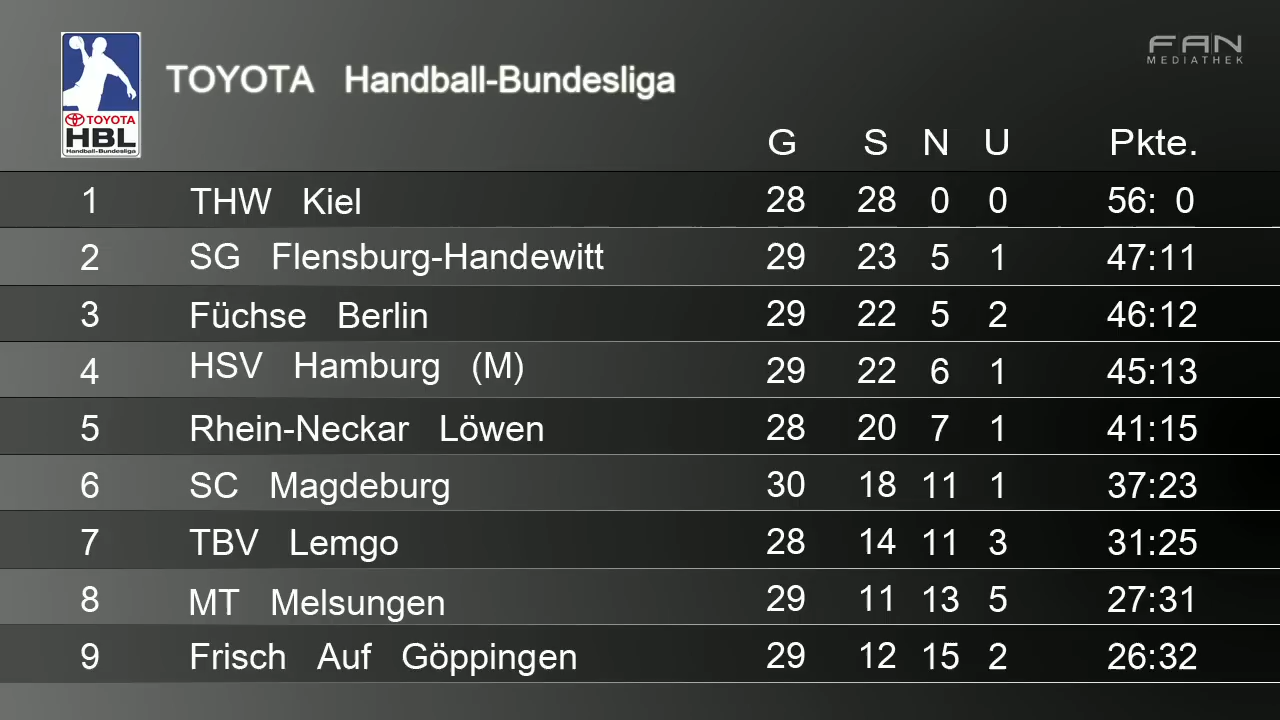 FAN
MEDIATHEK
TOYOTA Handball-Bundesliga
TOYOTA
HBL
Handball-Bundesliga
G S N U Pkte.
1 THW Kiel 28 28 0 0 56: 0
2 SG Flensburg-Handewitt 29 23 5 1 47:11
3 Füchse Berlin 29 22 5 2 46:12
4 HSV Hamburg (M) 29 22 6 1 45:13
5 Rhein-Neckar Löwen 28 20 7 1 41:15
6 SC Magdeburg 30 18 11 1 37:23
7 TBV Lemgo 28 14 11 3 31:25
8 MT Melsungen 29 11 13 5 27:31
9 Frisch Auf Göppingen 29 12 15 2 26:32